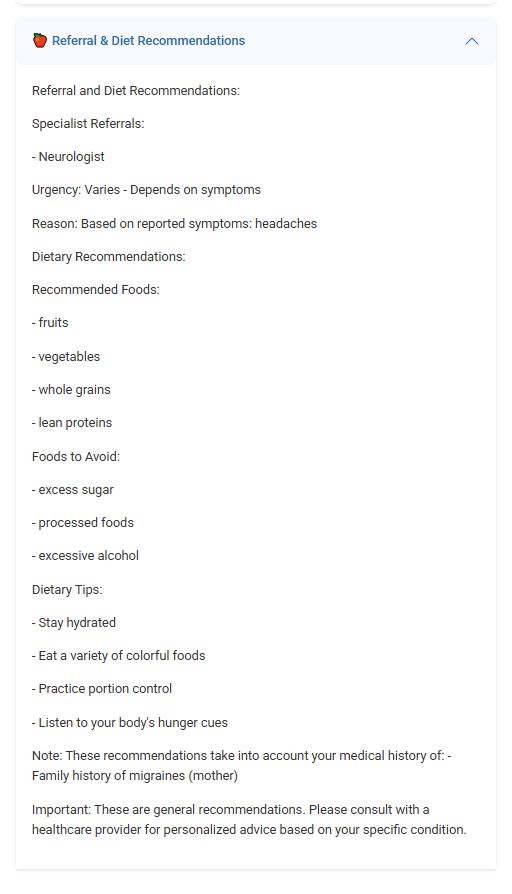 Referral & Diet Recommendations
Referral and Diet Recommendations:
Specialist Referrals:
- Neurologist
Urgency: Varies - Depends on symptoms
Reason: Based on reported symptoms: headaches
Dietary Recommendations:
Recommended Foods:
- fruits
- vegetables
- whole grains
- lean proteins
Foods to Avoid:
- excess sugar
- processed foods
- excessive alcohol
Dietary Tips:
- Stay hydrated
- Eat a variety of colorful foods
- Practice portion control
- Listen to your body's hunger cues
Note: These recommendations take into account your medical history of: -
Family history of migraines (mother)
Important: These are general recommendations. Please consult with a
healthcare provider for personalized advice based on your specific condition.